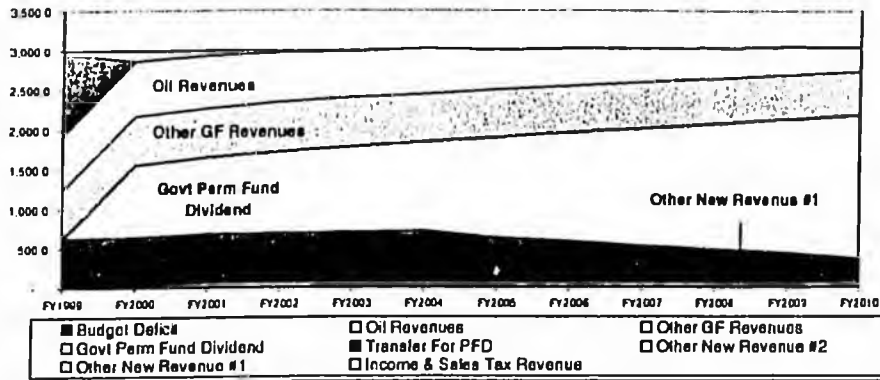 3,500 0
3,000 0
2,500 0
2,000 0
1,500 0
1,000 0
500 0
Oil Revenues
Other GF Revenues
Govt Perm Fund
Dividend
Other New Revenue #1
FY1999 FY2000 FY2001 FY2002 FY2003 FY2004 FY2005 FY2006 FY2007 FY2008 FY2009 FY2010
Budget Deficit Oil Revenues Other GF Revenues
Govt Perm Fund Dividend Transfer For PFD Other New Revenue #2
Other New Revenue #1 Income & Sales Tax Revenue